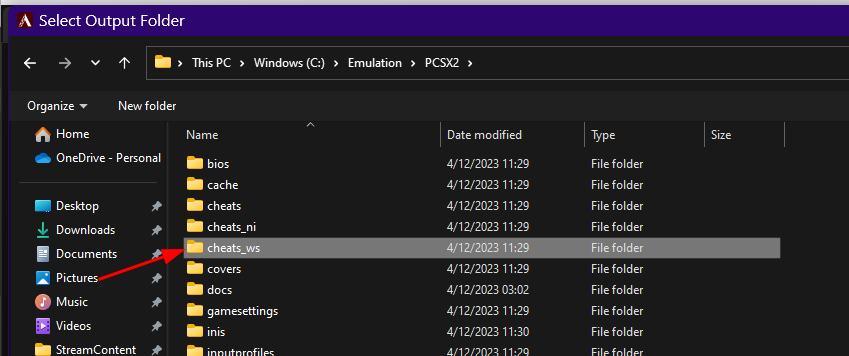 Select Output Folder
This PC > Windows (C:) > Emulation > PCSX2 >
Organize New folder
Name Date modified Type Size
Home
OneDrive - Personal
Desktop
Downloads
Documents
Pictures
Music
Videos
StreamContent
bios 4/12/2023 11:29 File folder
cache 4/12/2023 11:29 File folder
cheats 4/12/2023 11:29 File folder
cheats_ni 4/12/2023 11:29 File folder
cheats_ws 4/12/2023 11:29 File folder
covers 4/12/2023 11:29 File folder
docs 4/12/2023 03:02 File folder
gamesettings 4/12/2023 11:29 File folder
inis 4/12/2023 11:30 File folder
inputprofiles 4/12/2023 11:29 File folder